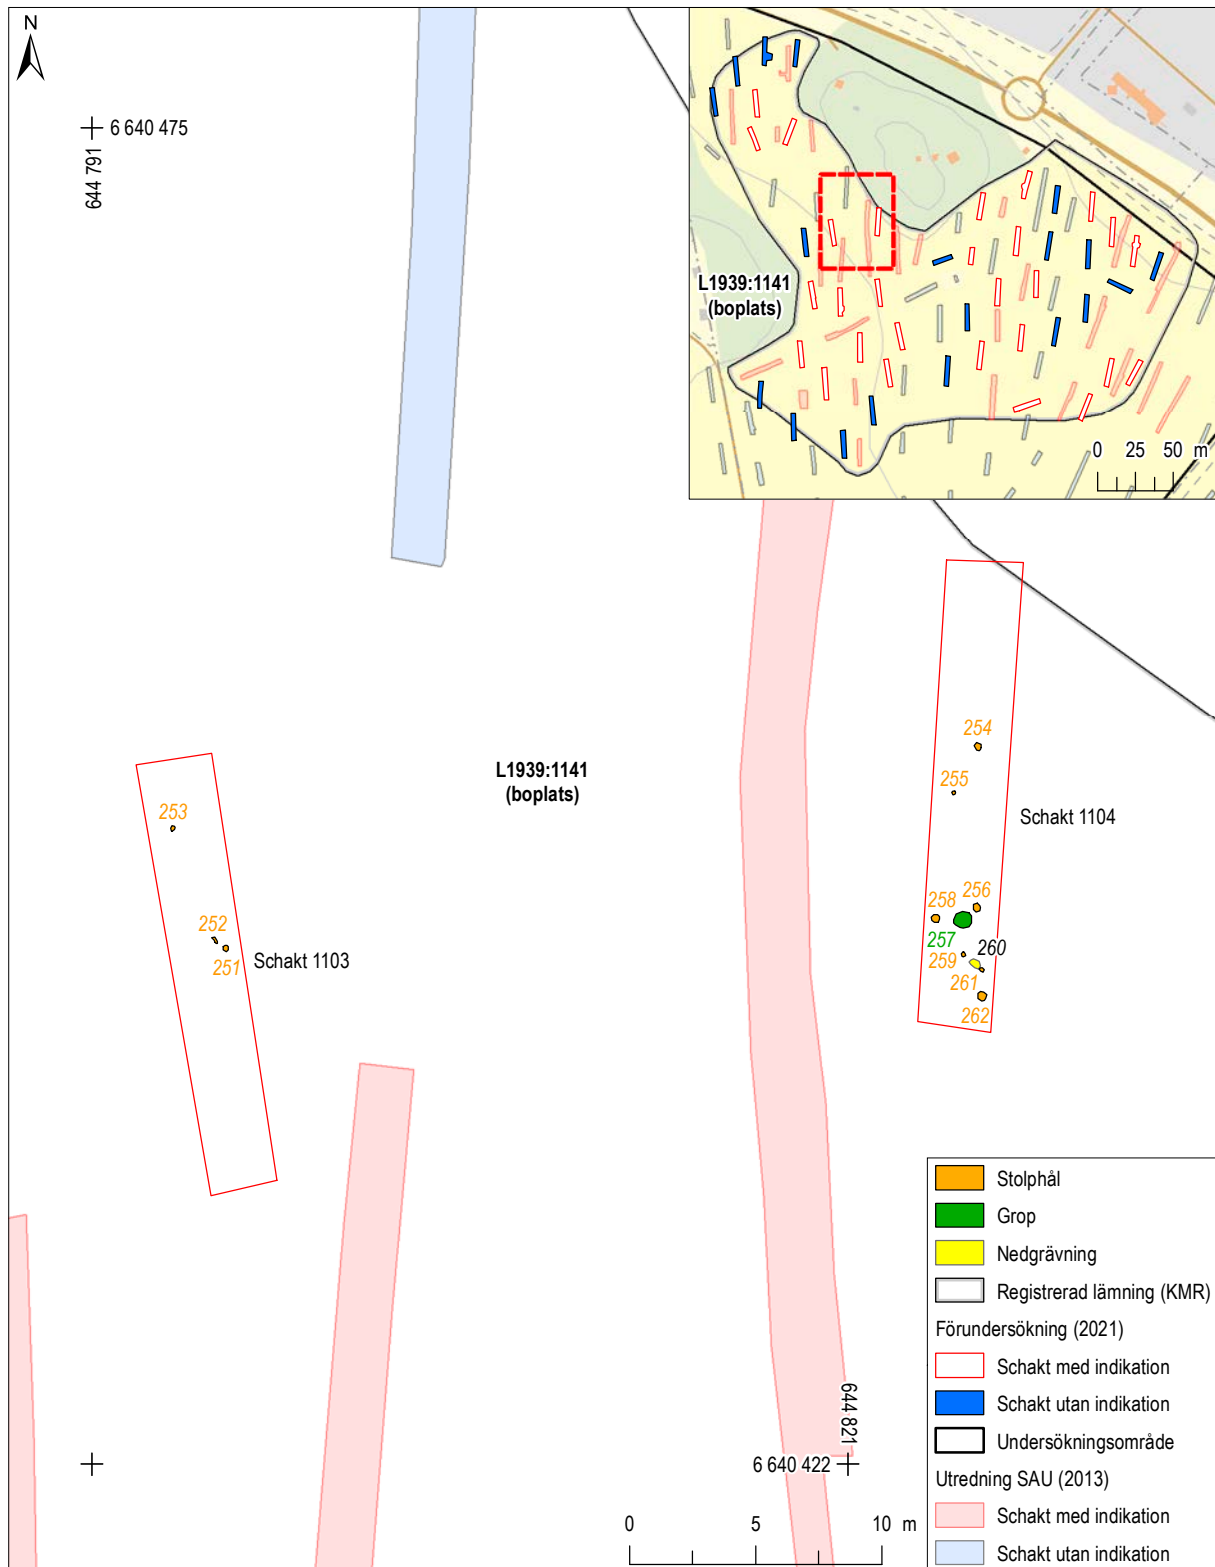 N
6 640 475
644 791
L1939:1141
(boplats)
0 25 50 m
254
255
Schakt 1104
L1939:1141
(boplats)
253
256
258
252
257
260
251
Schakt 1103
259
261
262
644 821
6 640 422
0 5 10 m
Stolphål
Grop
Nedgrävning
Registrerad lämning (KMR)
Förundersökning (2021)
Schakt med indikation
Schakt utan indikation
Undersökningsområde
Utredning SAU (2013)
Schakt med indikation
Schakt utan indikation